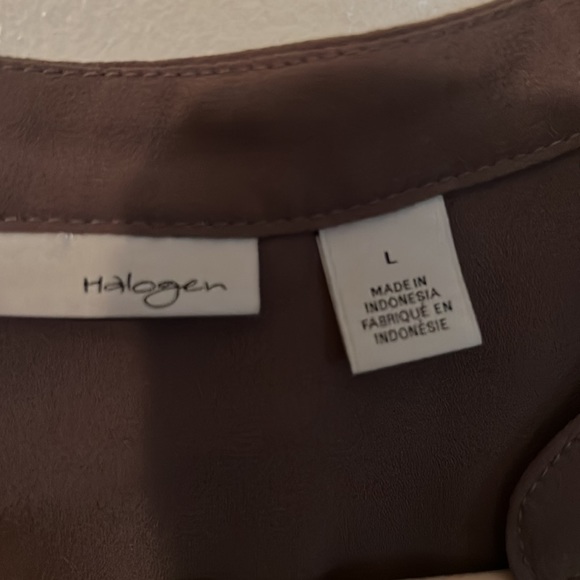 Halogen
L
MADE IN
INDONESIA
FABRIQUÉ EN
INDONÉSIE